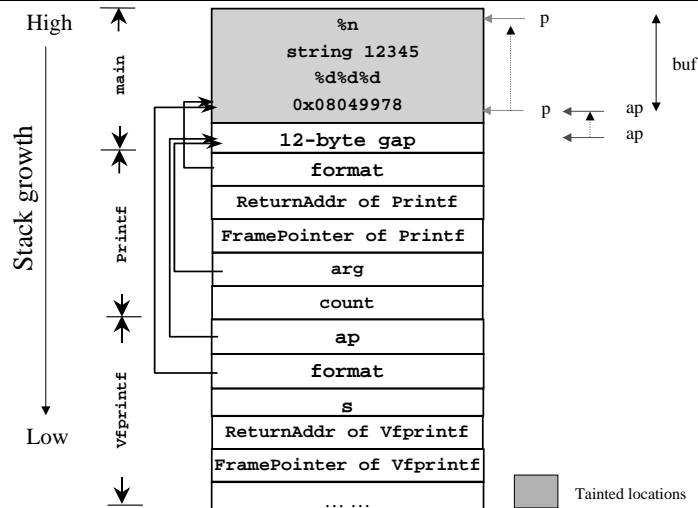 High
Stack growth
Low
main
Printf
Vfprintf
%n
string 12345
%d%d%d
0x08049978
12-byte gap
format
ReturnAddr of Printf
FramePointer of Printf
arg
count
ap
format
s
ReturnAddr of Vfprintf
FramePointer of Vfprintf
... ...
p
p
ap
ap
buf
Tainted locations